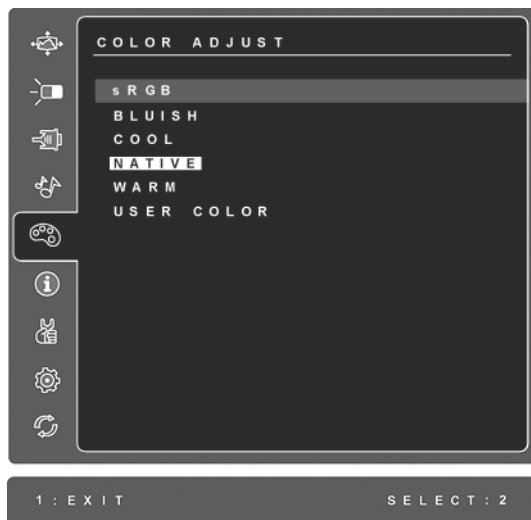 COLOR ADJUST
sRGB
BLUISH
COOL
NATIVE
WARM
USER COLOR
1:EXIT
SELECT:2